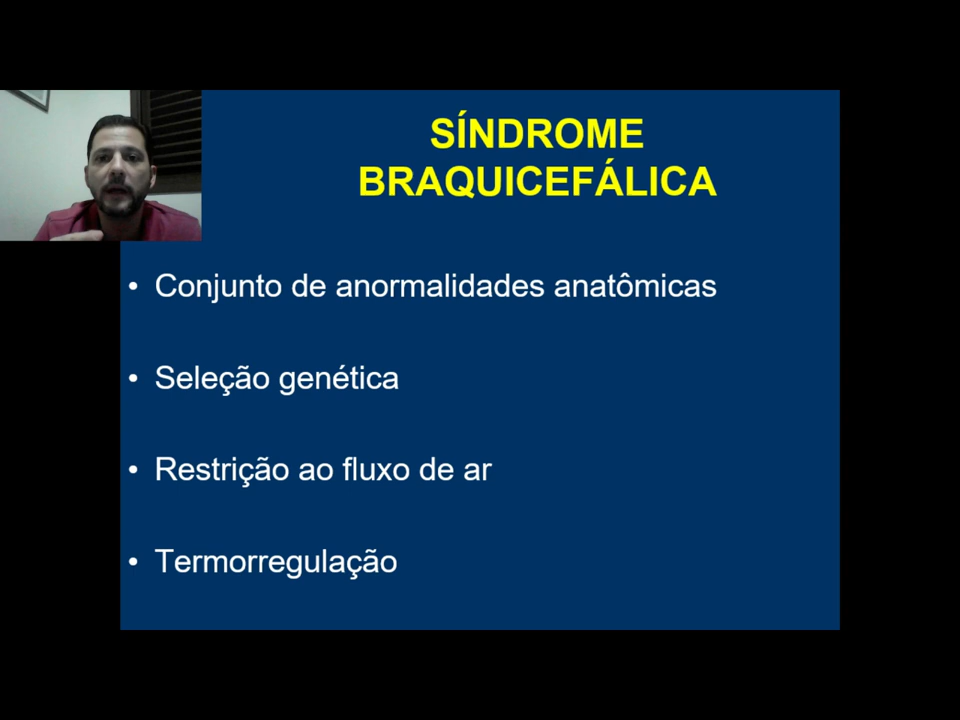 SÍNDROME
BRAQUICEFÁLICA
• Conjunto de anormalidades anatômicas
• Seleção genética
• Restrição ao fluxo de ar
• Termorregulação